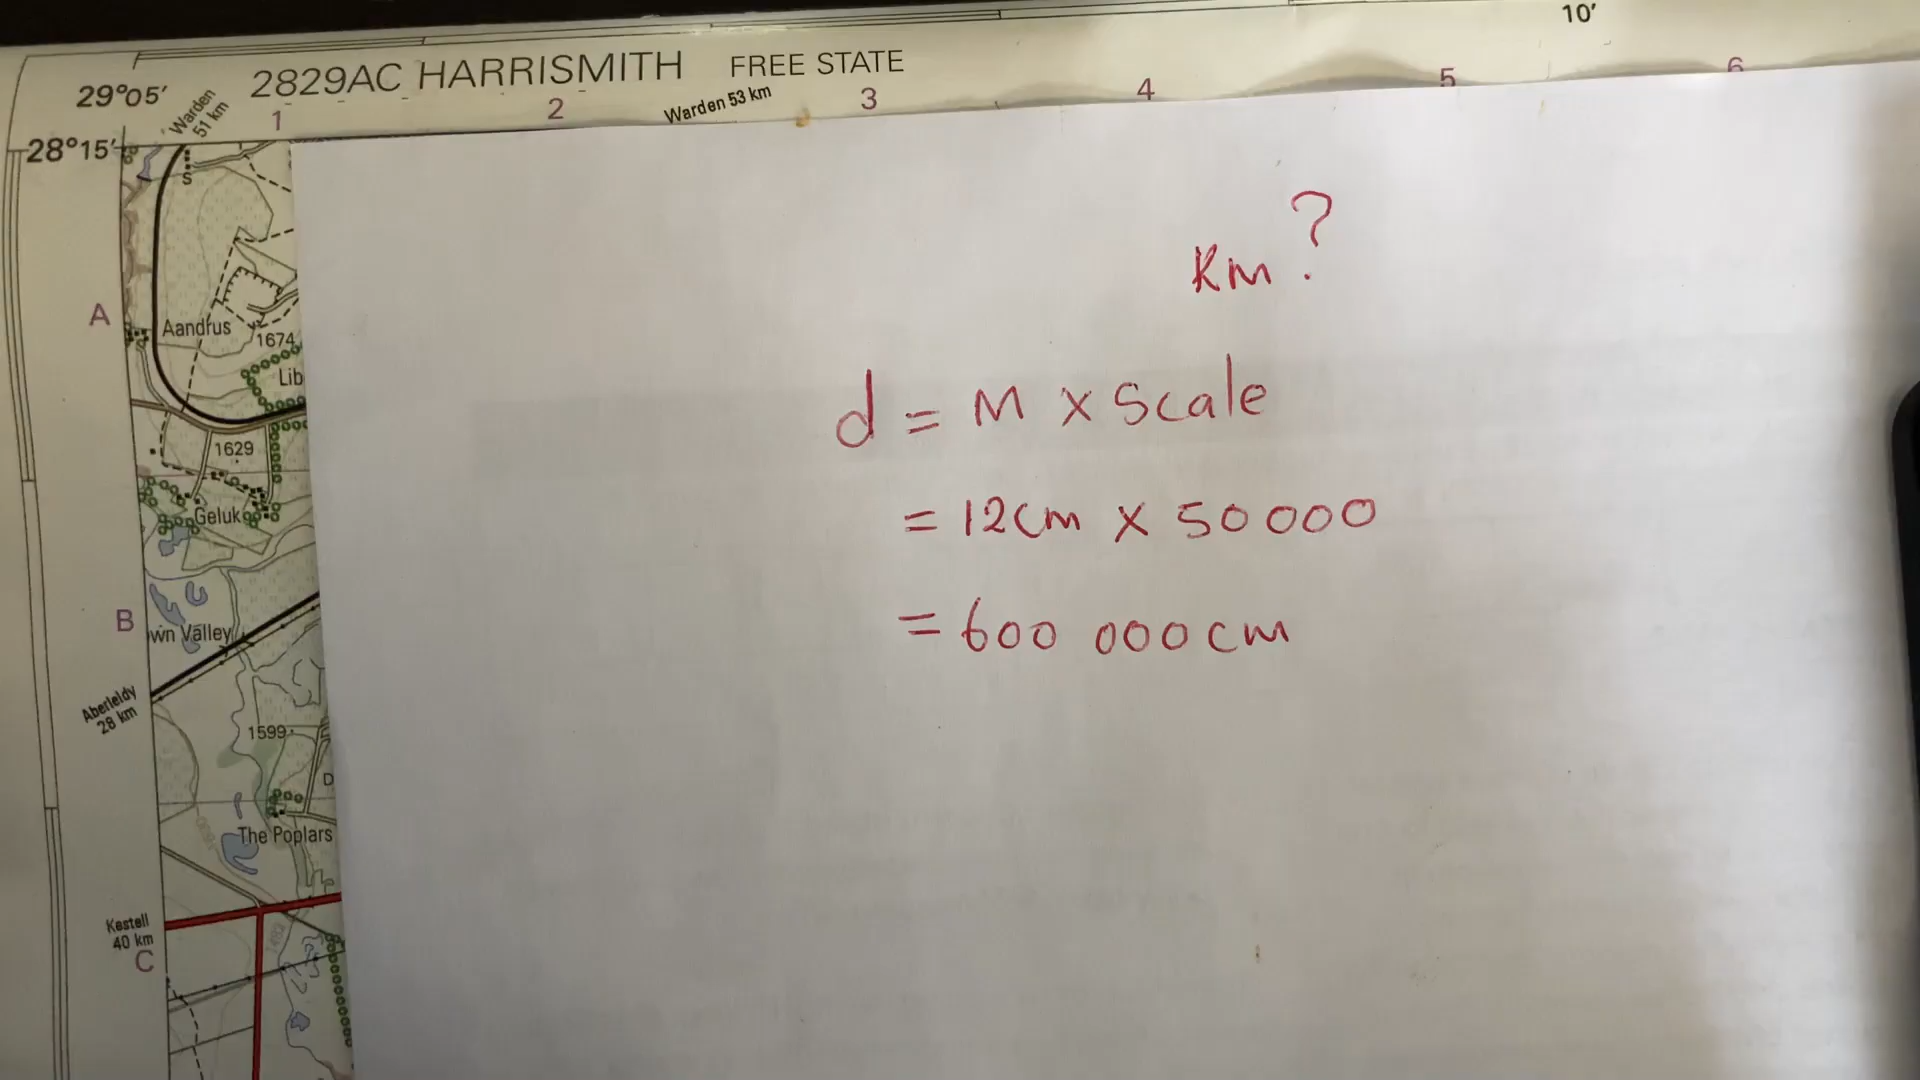 10'
2829AC HARRISMITH FREE STATE
29°05'
Warden 51 km
1
2
Warden 53 km
3
4
5
6
28°15'
S
Km ?
A
Aandrus
1674
Lib
d = M x Scale
1629
Geluk
= 12cm x 50 000
B
wn Valley
= 600 000cm
Aberfeldy
28 km
1599
D
The Poplars
Kestell
40 km
C